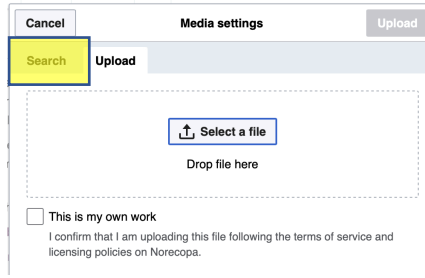 Cancel Media settings Upload
Search Upload
Select a file
Drop file here
This is my own work
I confirm that I am uploading this file following the terms of service and
licensing policies on Norecopa.